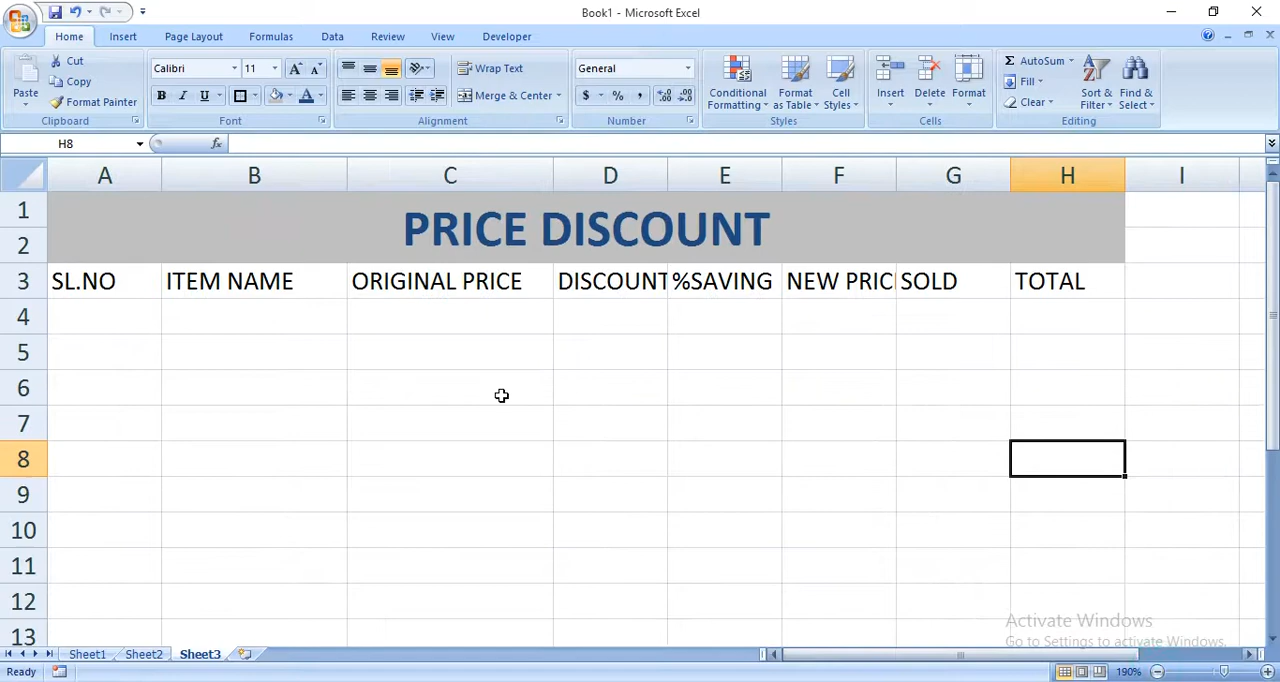 Book1 - Microsoft Excel
Home Insert Page Layout Formulas Data Review View Developer
Paste
Cut
Copy
Format Painter
Clipboard
Calibri 11
B I U
Font
Wrap Text
Merge & Center
Alignment
General
$ % ,
Number
Conditional Formatting
Format as Table
Cell Styles
Styles
Insert Delete Format
Cells
Σ AutoSum
Fill
Clear
Sort & Filter
Find & Select
Editing
H8 fx
A B C D E F G H I
1 PRICE DISCOUNT
2
3 SL.NO ITEM NAME ORIGINAL PRICE DISCOUNT %SAVING NEW PRIC SOLD TOTAL
4
5
6
7
8
9
10
11
12
13
Activate Windows
Go to Settings to activate Windows.
Sheet1 Sheet2 Sheet3
Ready 190%